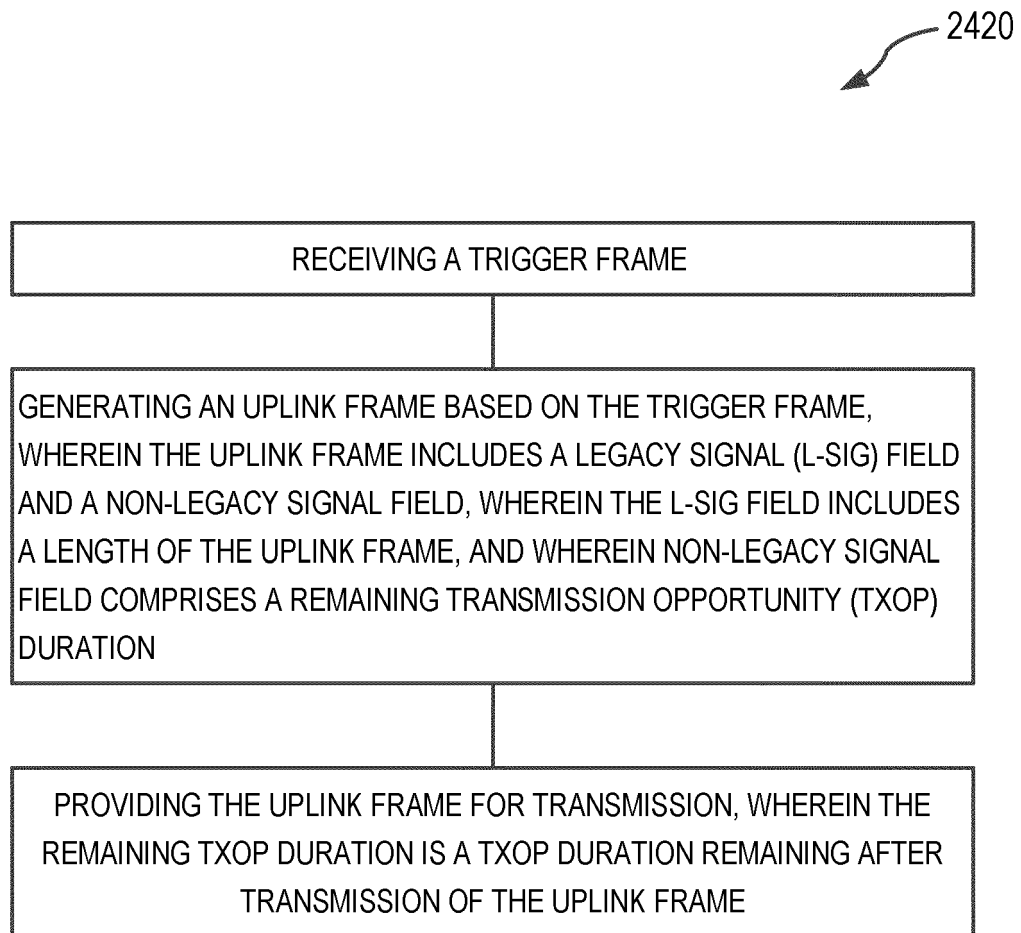 2420
RECEIVING A TRIGGER FRAME
GENERATING AN UPLINK FRAME BASED ON THE TRIGGER FRAME,
WHEREIN THE UPLINK FRAME INCLUDES A LEGACY SIGNAL (L-SIG) FIELD
AND A NON-LEGACY SIGNAL FIELD, WHEREIN THE L-SIG FIELD INCLUDES
A LENGTH OF THE UPLINK FRAME, AND WHEREIN NON-LEGACY SIGNAL
FIELD COMPRISES A REMAINING TRANSMISSION OPPORTUNITY (TXOP)
DURATION
PROVIDING THE UPLINK FRAME FOR TRANSMISSION, WHEREIN THE
REMAINING TXOP DURATION IS A TXOP DURATION REMAINING AFTER
TRANSMISSION OF THE UPLINK FRAME